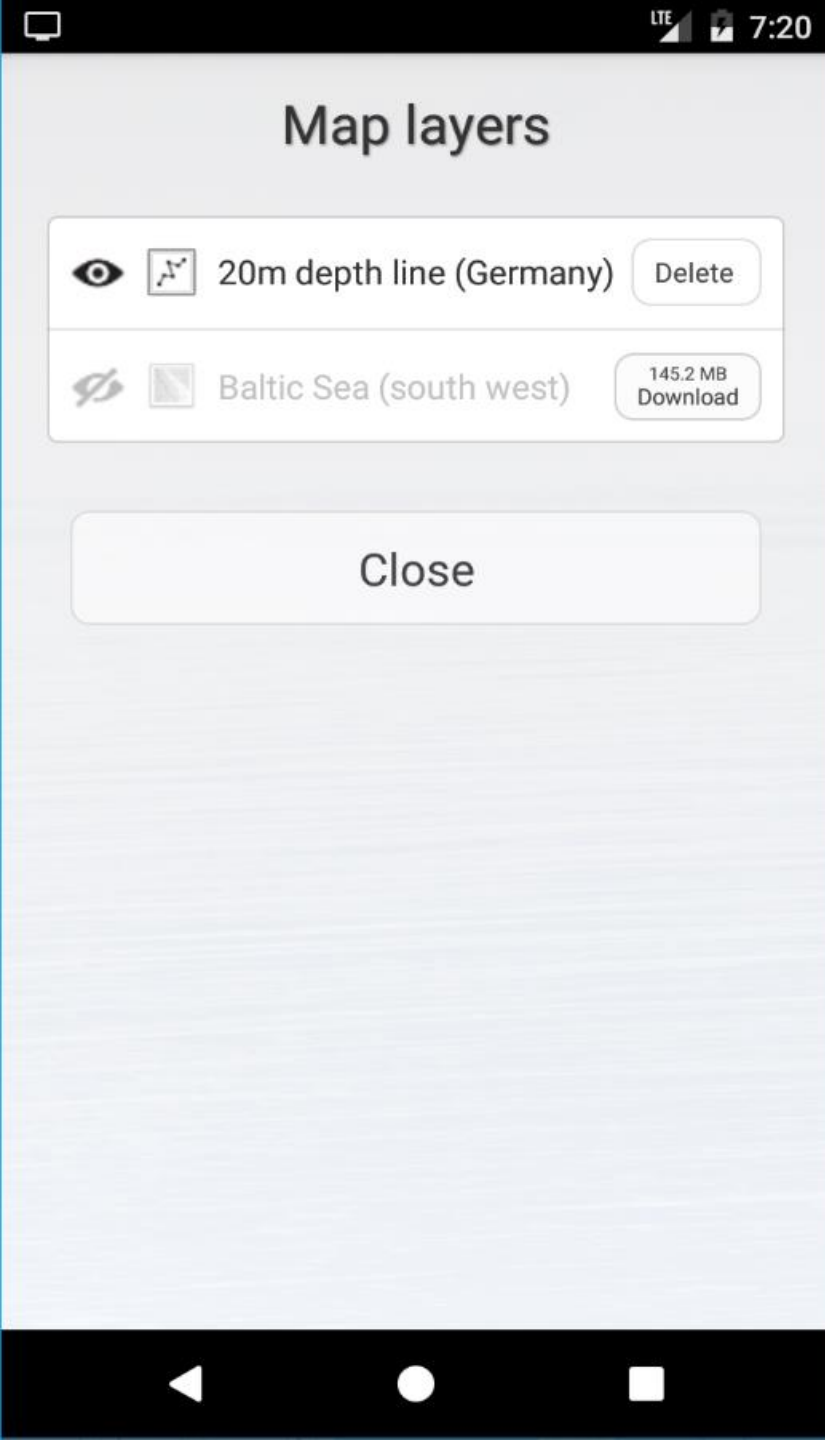 LTE 7:20
Map layers
20m depth line (Germany) Delete
Baltic Sea (south west) 145.2 MB
Download
Close